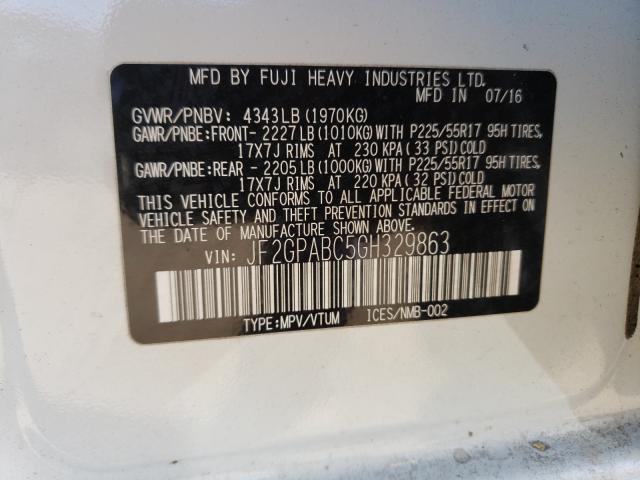 MFD BY FUJI HEAVY INDUSTRIES LTD.
MFD IN 07/16
GVWR/PNBV: 4343LB (1970KG)
GAWR/PNBE:FRONT- 2227LB (1010KG) WITH P225/55R17 95H TIRES,
17X7J RIMS AT 230 KPA (33 PSI) COLD
GAWR/PNBE:REAR - 2205LB (1000KG) WITH P225/55R17 95H TIRES,
17X7J RIMS AT 220 KPA (32 PSI) COLD
THIS VEHICLE CONFORMS TO ALL APPLICABLE FEDERAL MOTOR
VEHICLE SAFETY AND THEFT PREVENTION STANDARDS IN EFFECT ON
THE DATE OF MANUFACTURE SHOWN ABOVE.
VIN: JF2GPABC5GH329863
TYPE:MPV/VTUM ICES/NMB-002